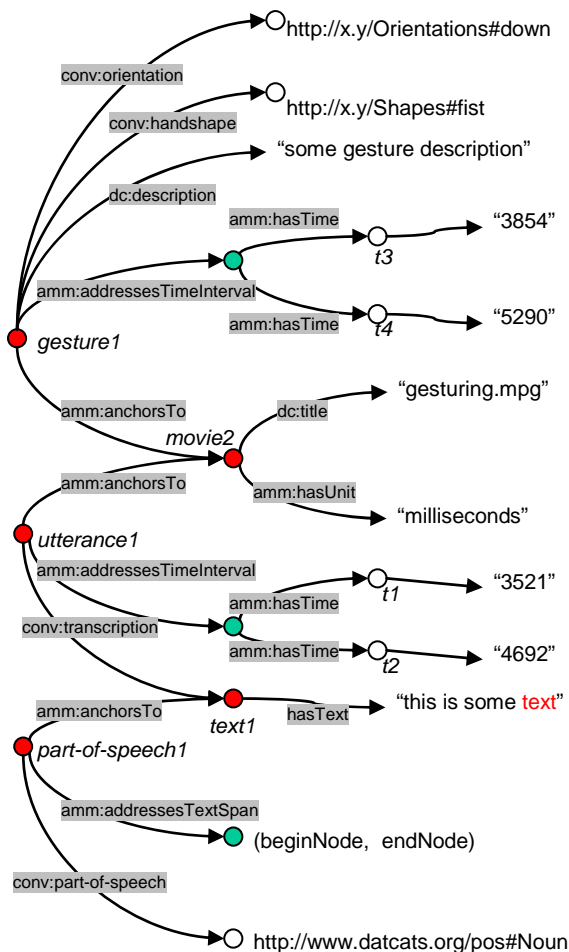 http://x.y/Orientations#down
conv:orientation
http://x.y/Shapes#fist
conv:handshape
“some gesture description”
dc:description
amm:hasTime
“3854”
t3
amm:addressesTimeInterval
amm:hasTime
t4
“5290”
gesture1
“gesturing.mpg”
amm:anchorsTo
dc:title
movie2
amm:anchorsTo
amm:hasUnit
“milliseconds”
utterance1
amm:addressesTimeInterval
“3521”
t1
amm:hasTime
conv:transcription
amm:hasTime
“4692”
t2
amm:anchorsTo
“this is some text”
text1
hasText
part-of-speech1
amm:addressesTextSpan
(beginNode, endNode)
conv:part-of-speech
http://www.datcats.org/pos#Noun